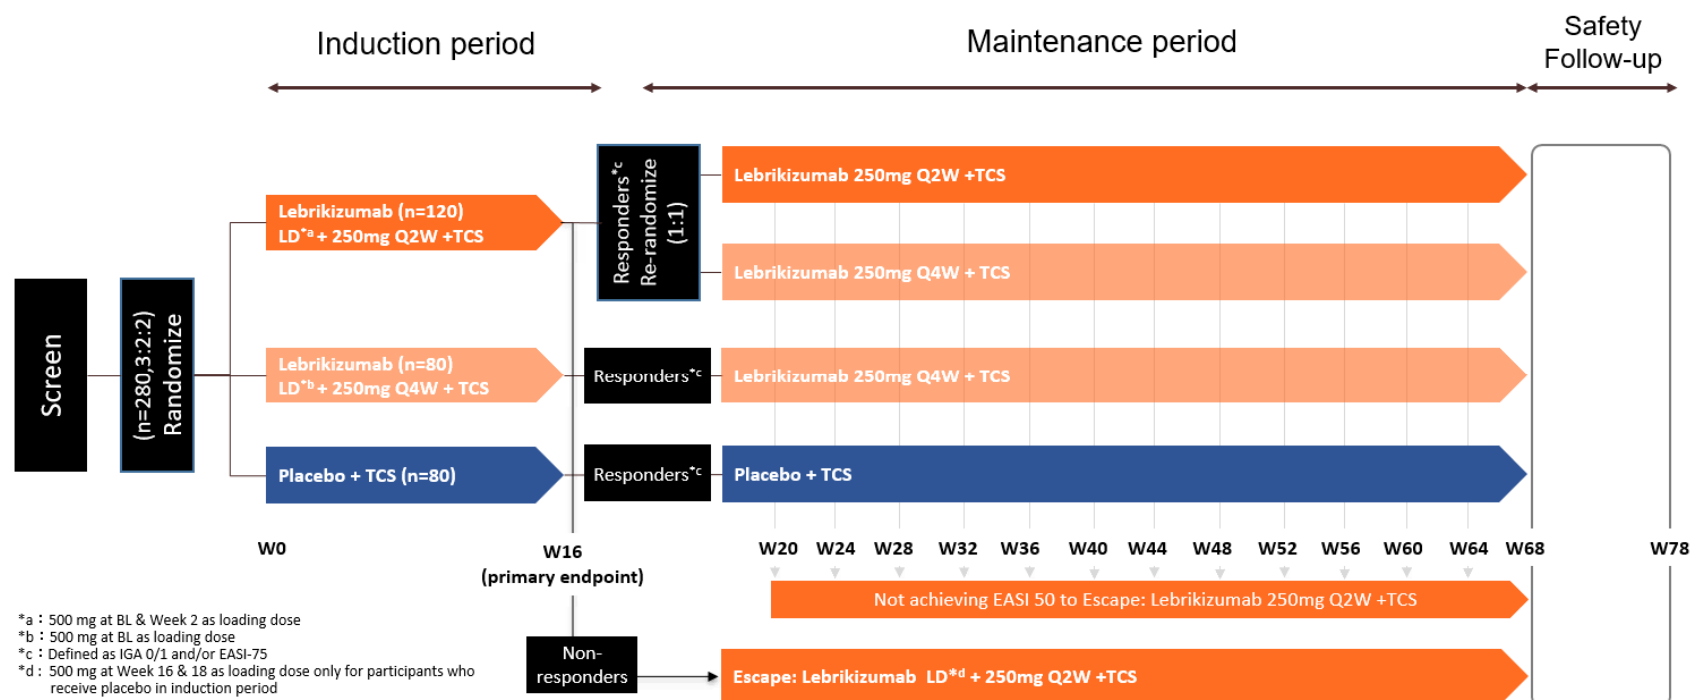 Induction period
Maintenance period
Safety
Follow-up
Screen
(n=280,3:2:2)
Randomize
Lebrikizumab (n=120)
LD*a + 250mg Q2W +TCS
Lebrikizumab (n=80)
LD*b + 250mg Q4W + TCS
Placebo + TCS (n=80)
Responders*c
Re-randomize
(1:1)
Responders*c
Responders*c
Lebrikizumab 250mg Q2W +TCS
Lebrikizumab 250mg Q4W + TCS
Lebrikizumab 250mg Q4W + TCS
Placebo + TCS
W0
W16
(primary endpoint)
W20 W24 W28 W32 W36 W40 W44 W48 W52 W56 W60 W64 W68 W78
Not achieving EASI 50 to Escape: Lebrikizumab 250mg Q2W +TCS
Non-
responders
Escape: Lebrikizumab LD*d + 250mg Q2W +TCS
*a：500 mg at BL & Week 2 as loading dose
*b：500 mg at BL as loading dose
*c：Defined as IGA 0/1 and/or EASI-75
*d : 500 mg at Week 16 & 18 as loading dose only for participants who
receive placebo in induction period